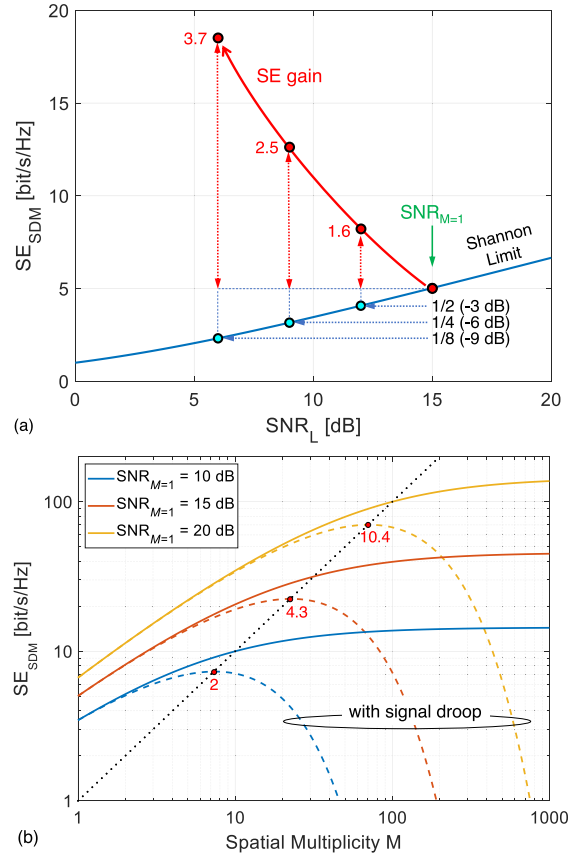 20
15
10
5
0
SE_SDM [bit/s/Hz]
3.7
SE gain
2.5
SNR_M=1
1.6
Shannon
Limit
1/2 (-3 dB)
1/4 (-6 dB)
1/8 (-9 dB)
0 5 10 15 20
(a)
SNR_L [dB]
SNR_M=1 = 10 dB
SNR_M=1 = 15 dB
SNR_M=1 = 20 dB
100
10
1
SE_SDM [bit/s/Hz]
10.4
4.3
2
with signal droop
1 10 100 1000
(b)
Spatial Multiplicity M